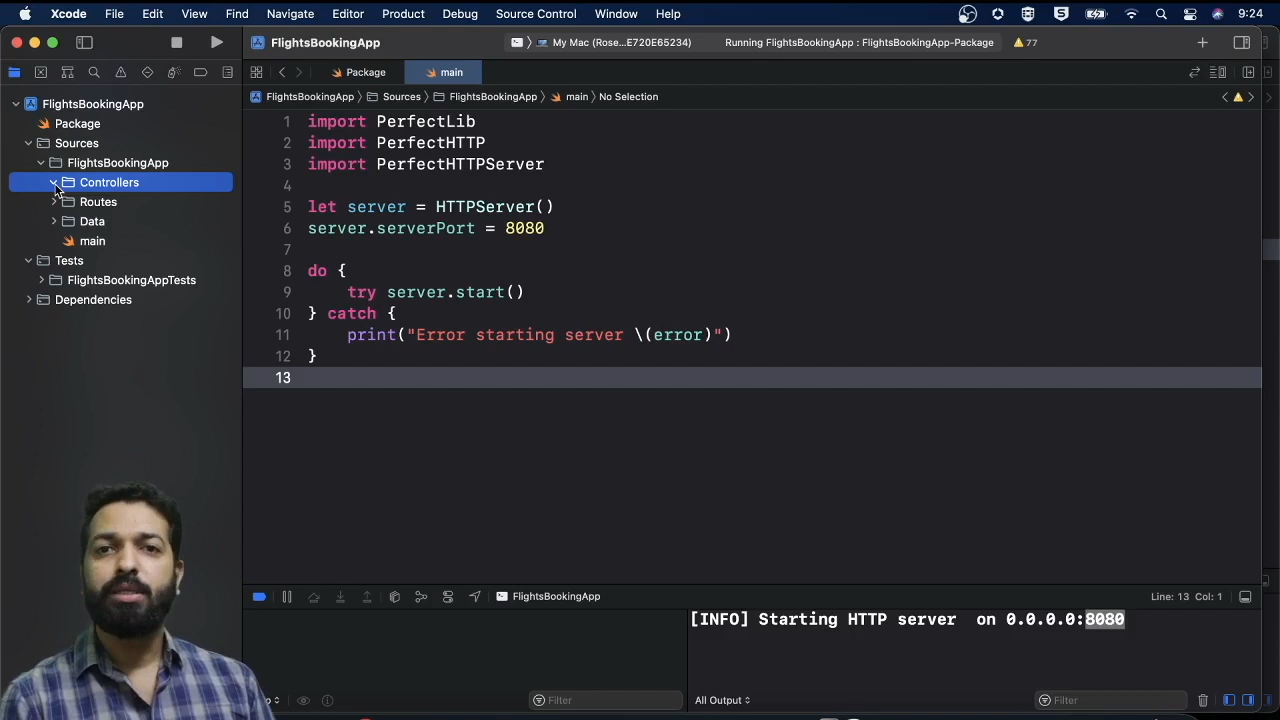 Xcode File Edit View Find Navigate Editor Product Debug Source Control Window Help 9:24
FlightsBookingApp My Mac (Rose...E720E65234) Running FlightsBookingApp : FlightsBookingApp-Package 77
Package main
FlightsBookingApp Sources FlightsBookingApp main No Selection
FlightsBookingApp
Package
Sources
FlightsBookingApp
Controllers
Routes
Data
main
Tests
FlightsBookingAppTests
Dependencies
1 import PerfectLib
2 import PerfectHTTP
3 import PerfectHTTPServer
4
5 let server = HTTPServer()
6 server.serverPort = 8080
7
8 do {
9 try server.start()
10 } catch {
11 print("Error starting server \(error)")
12 }
13
FlightsBookingApp Line: 13 Col: 1
[INFO] Starting HTTP server on 0.0.0.0:8080
Filter All Output Filter